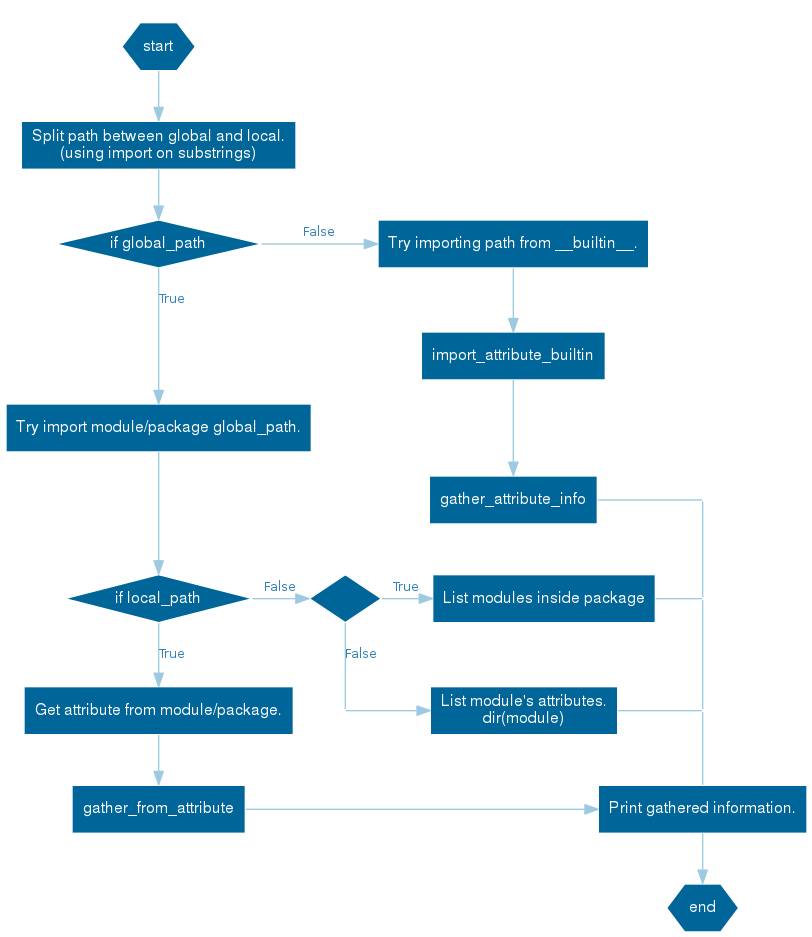 start
Split path between global and local.
(using import on substrings)
if global_path
False
Try importing path from __builtin__.
True
import_attribute_builtin
Try import module/package global_path.
gather_attribute_info
if local_path
False
True
List modules inside package
True
False
Get attribute from module/package.
List module's attributes.
dir(module)
gather_from_attribute
Print gathered information.
end